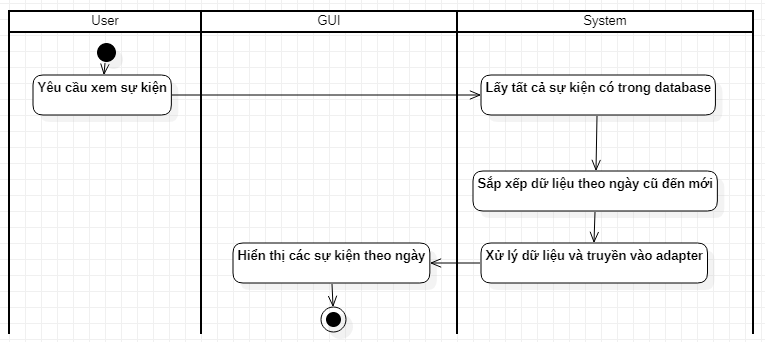 User
GUI
System
Yêu cầu xem sự kiện
Lấy tất cả sự kiện có trong database
Sắp xếp dữ liệu theo ngày cũ đến mới
Xử lý dữ liệu và truyền vào adapter
Hiển thị các sự kiện theo ngày